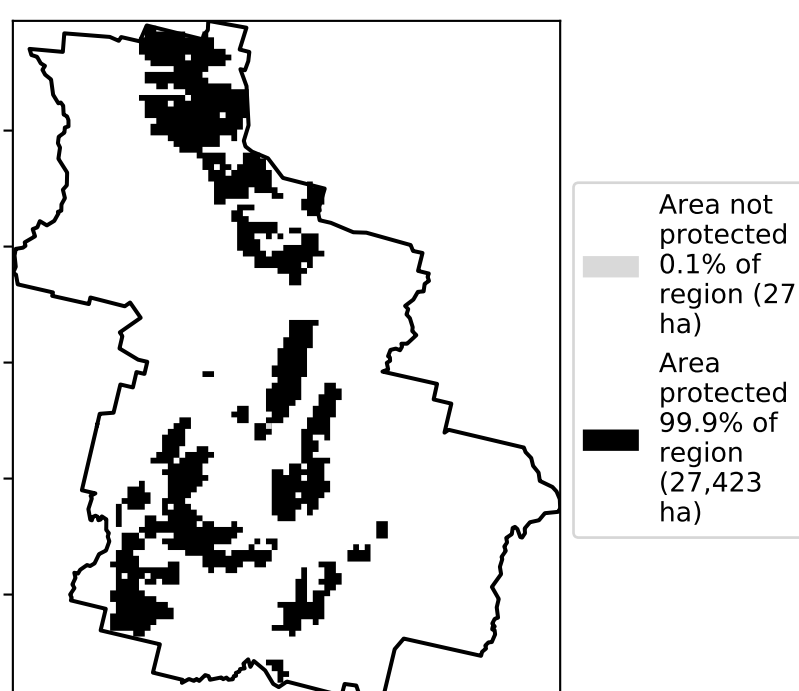 Area not
protected
0.1% of
region (27
ha)
Area
protected
99.9% of
region
(27,423
ha)